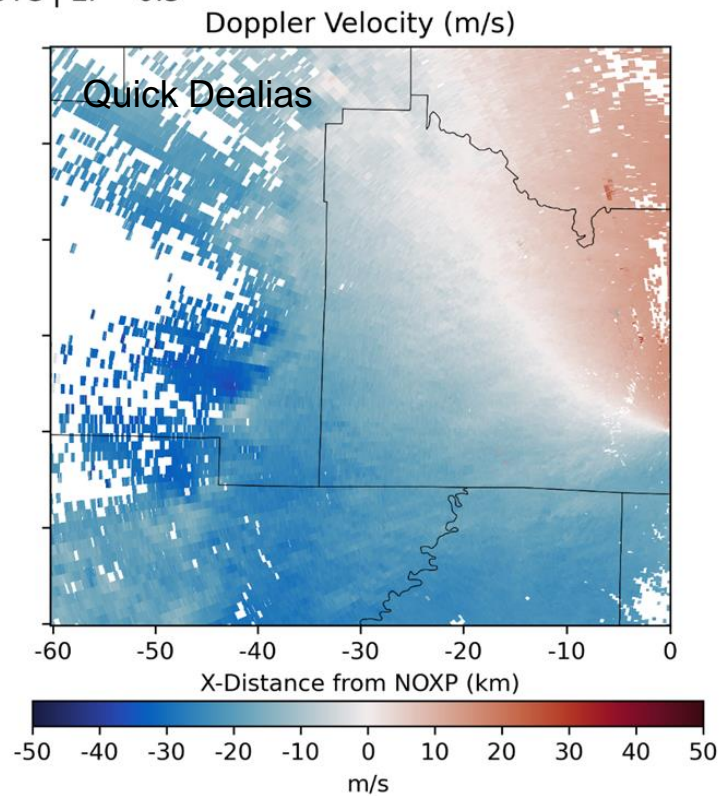 Doppler Velocity (m/s)
Quick Dealias
-60 -50 -40 -30 -20 -10 0
X-Distance from NOXP (km)
-50 -40 -30 -20 -10 0 10 20 30 40 50
m/s